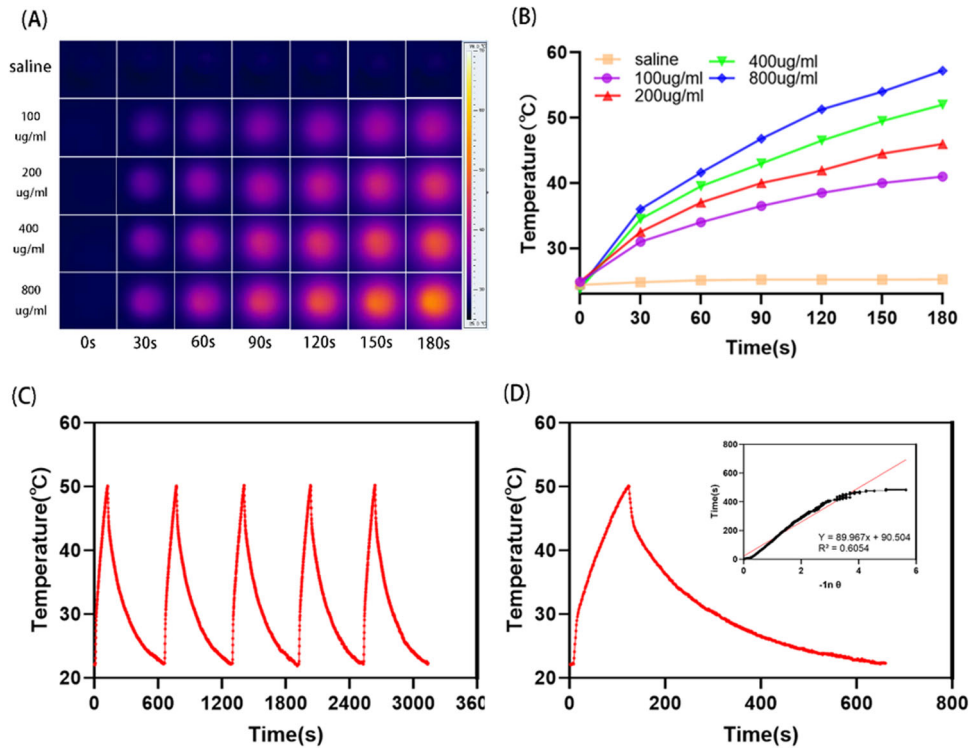 (A)
saline
100
ug/ml
200
ug/ml
400
ug/ml
800
ug/ml
0s 30s 60s 90s 120s 150s 180s
(B)
saline
100ug/ml
200ug/ml
400ug/ml
800ug/ml
Temperature(℃)
60
50
40
30
0 30 60 90 120 150 180
Time(s)
(C)
Temperature(℃)
60
50
40
30
20
0 600 1200 1800 2400 3000 360
Time(s)
(D)
Temperature(℃)
60
50
40
30
20
0 200 400 600 800
Time(s)
Time(s)
800
600
400
200
0
0 2 4 6
Y = 89.967x + 90.504
R² = 0.6054
-1n θ